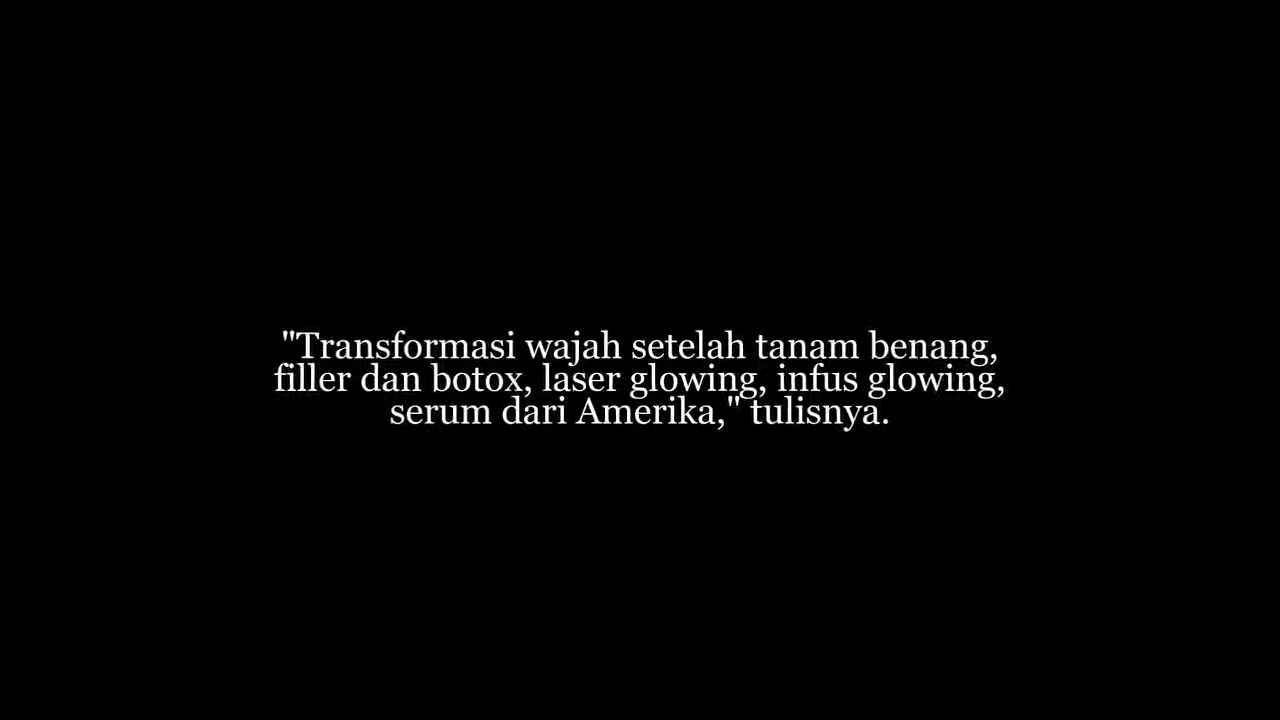 "Transformasi wajah setelah tanam benang,
filler dan botox, laser glowing, infus glowing,
serum dari Amerika," tulisnya.